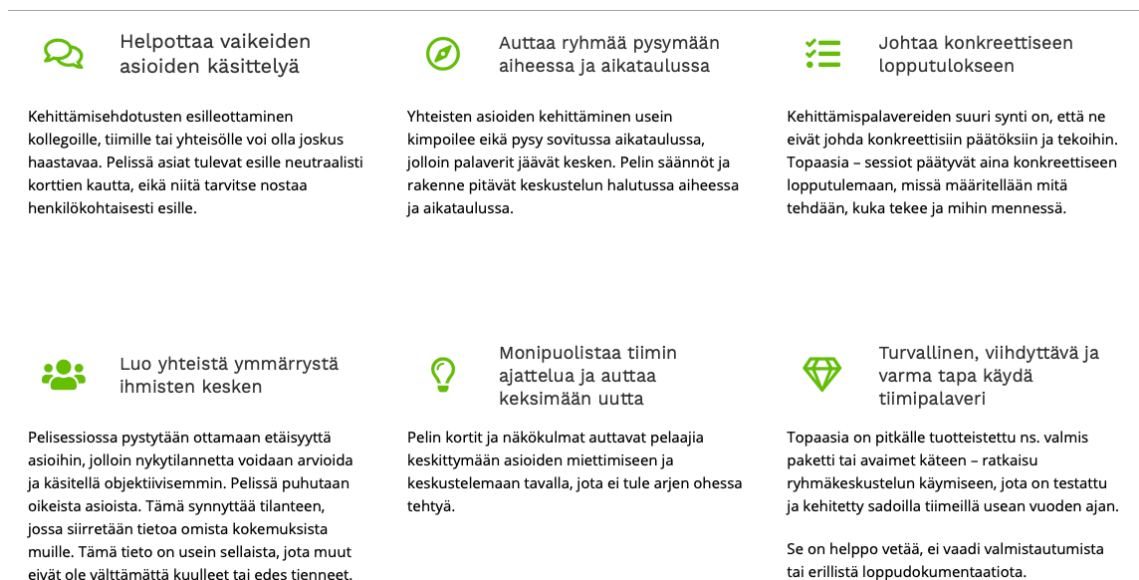 Helpottaa vaikeiden
asioiden käsittelyä
Kehittämisehdotusten esilleottaminen
kollegoille, tiimille tai yhteisölle voi olla joskus
haastavaa. Pelissä asiat tulevat esille neutraalisti
korttien kautta, eikä niitä tarvitse nostaa
henkilökohtaisesti esille.
Auttaa ryhmää pysymään
aiheessa ja aikataulussa
Yhteisten asioiden kehittäminen usein
kimpoilee eikä pysy sovitussa aikataulussa,
jolloin palaverit jäävät kesken. Pelin säännöt ja
rakenne pitävät keskustelun halutussa aiheessa
ja aikataulussa.
Johtaa konkreettiseen
lopputulokseen
Kehittämispalavereiden suuri synti on, että ne
eivät johda konkreettisiin päätöksiin ja tekoihin.
Topaasia – sessiot päätyvät aina konkreettiseen
lopputulemaan, missä määritellään mitä
tehdään, kuka tekee ja mihin mennessä.
Luo yhteistä ymmärrystä
ihmisten kesken
Pelisessiossa pystytään ottamaan etäisyyttä
asioihin, jolloin nykytilannetta voidaan arvioida
ja käsitellä objektiivisemmin. Pelissä puhutaan
oikeista asioista. Tämä synnyttää tilanteen,
jossa siirretään tietoa omista kokemuksista
muille. Tämä tieto on usein sellaista, jota muut
eivät ole välttämättä kuulleet tai edes tienneet.
Monipuolistaa tiimin
ajattelua ja auttaa
keksimään uutta
Pelin kortit ja näkökulmat auttavat pelaajia
keskittymään asioiden miettimiseen ja
keskustelemaan tavalla, jota ei tule arjen ohessa
tehtyä.
Turvallinen, viihdyttävä ja
varma tapa käydä
tiimipalaveri
Topaasia on pitkälle tuotteistettu ns. valmis
paketti tai avaimet käteen – ratkaisu
ryhmäkeskustelun käymiseen, jota on testattu
ja kehitetty sadoilla tiimeillä usean vuoden ajan.
Se on helppo vetää, ei vaadi valmistautumista
tai erillistä loppudokumentaatiota.